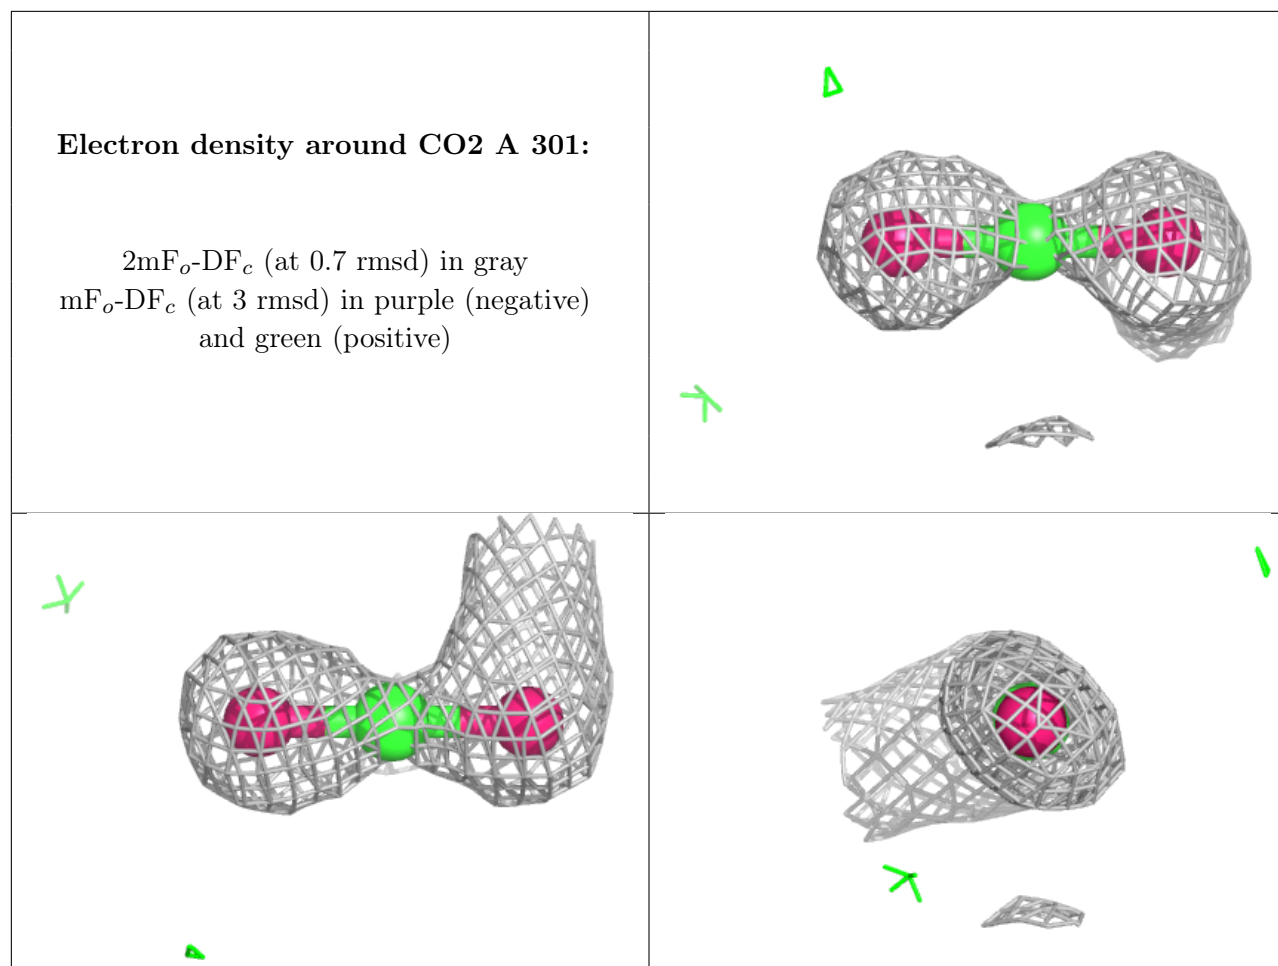 Electron density around CO2 A 301:
2mFo-DFc (at 0.7 rmsd) in gray
mFo-DFc (at 3 rmsd) in purple (negative)
and green (positive)